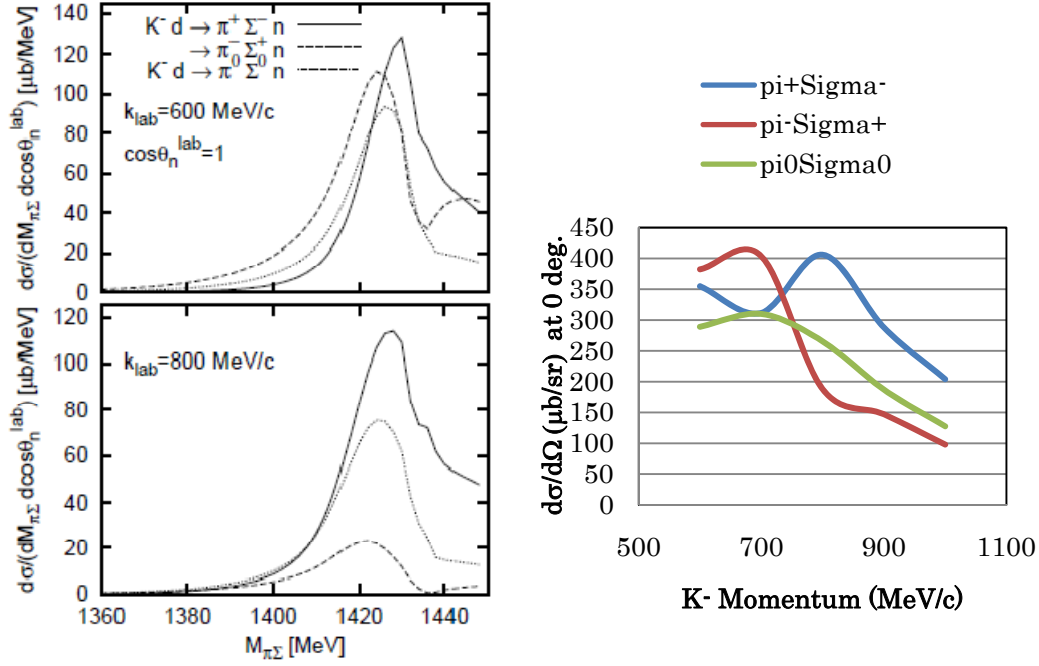 140
120
100
80
60
40
20
0
dσ/(dM_πΣ dcosθ_n^lab) [μb/MeV]
K⁻ d → π⁺ Σ⁻ n
→ π⁻ Σ⁺ n
K⁻ d → π⁰ Σ⁰ n
k_lab=600 MeV/c
cosθ_n^lab=1
120
100
80
60
40
20
0
dσ/(dM_πΣ dcosθ_n^lab) [μb/MeV]
k_lab=800 MeV/c
1360 1380 1400 1420 1440
M_πΣ [MeV]
pi+Sigma-
pi-Sigma+
pi0Sigma0
450
400
350
300
250
200
150
100
50
0
dσ/dΩ (μb/sr) at 0 deg.
500 700 900 1100
K- Momentum (MeV/c)